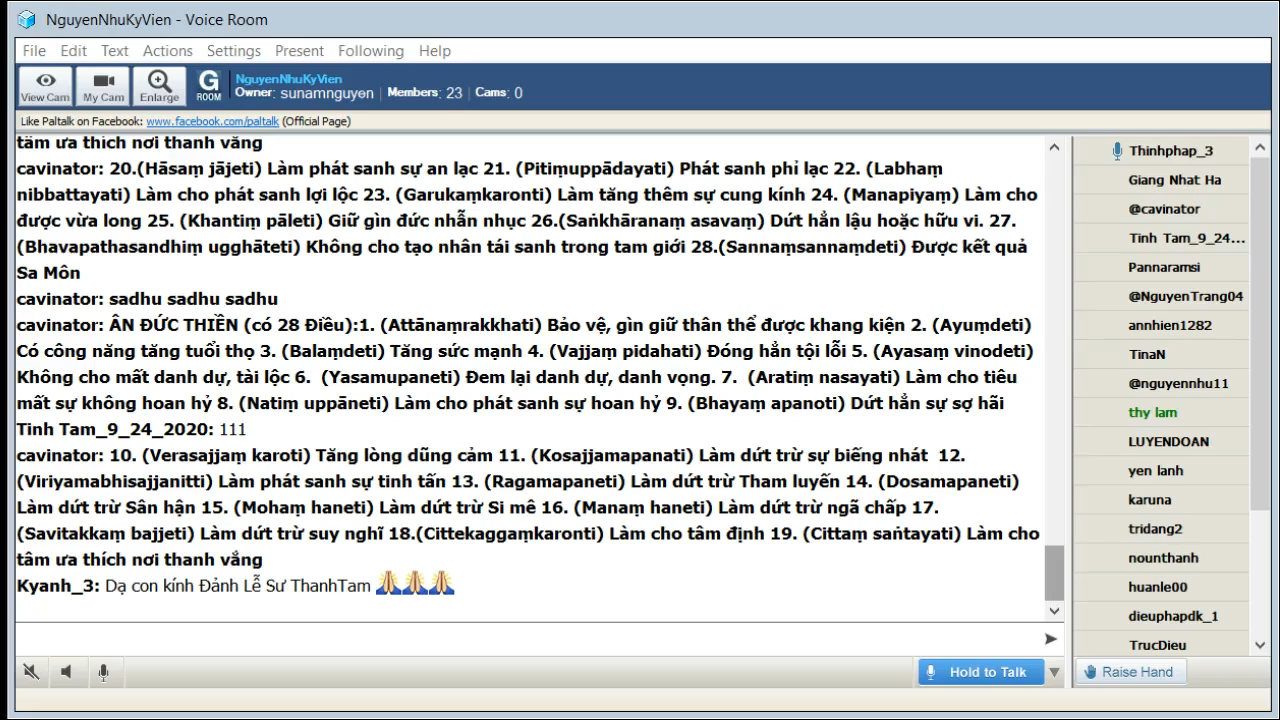 NguyenNhuKyVien - Voice Room
File Edit Text Actions Settings Present Following Help
View Cam My Cam Enlarge G ROOM NguyenNhuKyVien
Owner: sunamnguyen Members: 23 Cams: 0
Like Paltalk on Facebook: www.facebook.com/paltalk (Official Page)
tâm ưa thích nơi thanh vắng
cavinator: 20.(Hāsaṃ jājeti) Làm phát sanh sự an lạc 21. (Pitiṃuppādayati) Phát sanh phỉ lạc 22. (Labhaṃ
nibbattayati) Làm cho phát sanh lợi lộc 23. (Garukaṃkaronti) Làm tăng thêm sự cung kính 24. (Manapiyaṃ) Làm cho
được vừa long 25. (Khantiṃ pāleti) Giữ gìn đức nhẫn nhục 26.(Saṅkhāranaṃ asavaṃ) Dứt hẳn lậu hoặc hữu vi. 27.
(Bhavapathasandhiṃ ugghāteti) Không cho tạo nhân tái sanh trong tam giới 28.(Sannaṃsannaṃdeti) Được kết quả
Sa Môn
cavinator: sadhu sadhu sadhu
cavinator: ÂN ĐỨC THIỀN (có 28 Điều):1. (Attānaṃrakkhati) Bảo vệ, gìn giữ thân thể được khang kiện 2. (Ayuṃdeti)
Có công năng tăng tuổi thọ 3. (Balaṃdeti) Tăng sức mạnh 4. (Vajjaṃ pidahati) Đóng hẳn tội lỗi 5. (Ayasaṃ vinodeti)
Không cho mất danh dự, tài lộc 6. (Yasamupaneti) Đem lại danh dự, danh vọng. 7. (Aratiṃ nasayati) Làm cho tiêu
mất sự không hoan hỷ 8. (Natiṃ uppāneti) Làm cho phát sanh sự hoan hỷ 9. (Bhayaṃ apanoti) Dứt hẳn sự sợ hãi
Tinh Tam_9_24_2020: 111
cavinator: 10. (Verasajjaṃ karoti) Tăng lòng dũng cảm 11. (Kosajjamapanati) Làm dứt trừ sự biếng nhát 12.
(Viriyamabhisajjanitti) Làm phát sanh sự tinh tấn 13. (Ragamapaneti) Làm dứt trừ Tham luyến 14. (Dosamapaneti)
Làm dứt trừ Sân hận 15. (Mohaṃ haneti) Làm dứt trừ Si mê 16. (Manaṃ haneti) Làm dứt trừ ngã chấp 17.
(Savitakkaṃ bajjeti) Làm dứt trừ suy nghĩ 18.(Cittekaggaṃkaronti) Làm cho tâm định 19. (Cittaṃ saṅtayati) Làm cho
tâm ưa thích nơi thanh vắng
Kyanh_3: Dạ con kính Đảnh Lễ Sư ThanhTam 🙏🙏🙏
Hold to Talk
Thinhphap_3
Giang Nhat Ha
@cavinator
Tinh Tam_9_24...
Pannaramsi
@NguyenTrang04
annhien1282
TinaN
@nguyennhu11
thy lam
LUYENDOAN
yen lanh
karuna
tridang2
nounthanh
huanle00
dieuphapdk_1
TrucDieu
Raise Hand